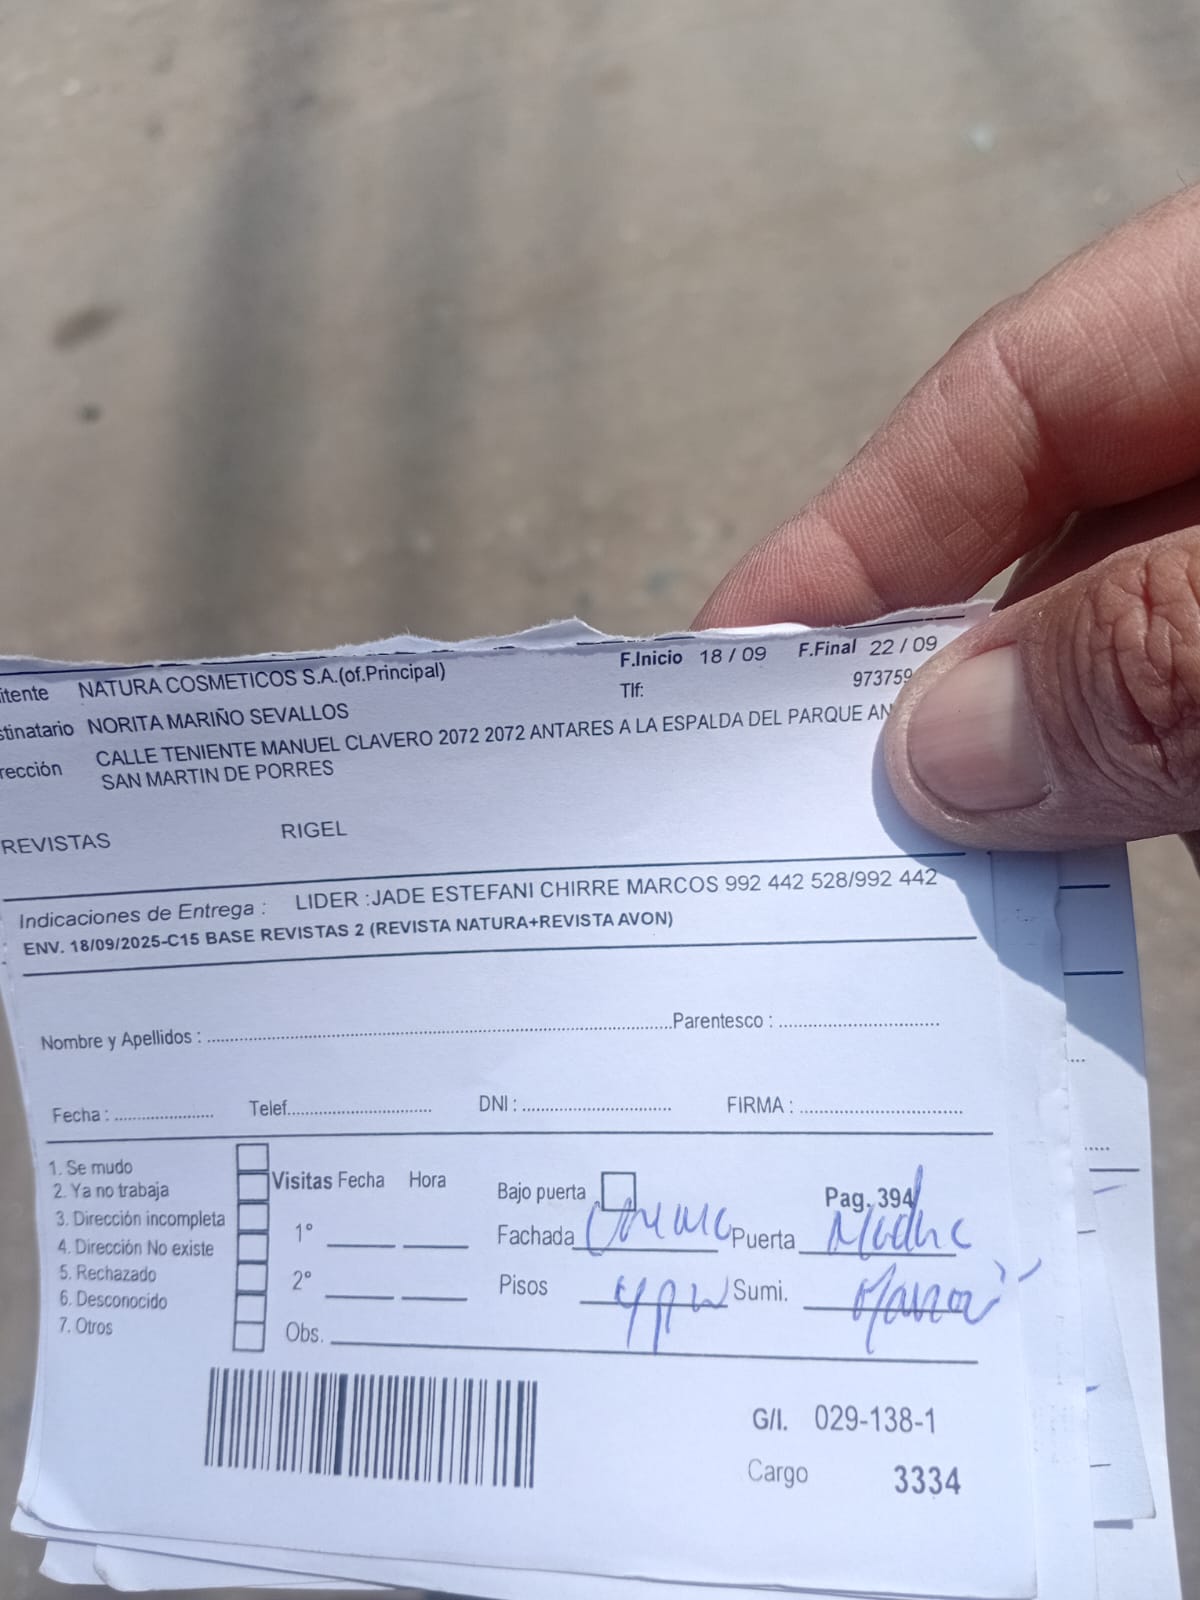 itente NATURA COSMETICOS S.A.(of.Principal) F.Inicio 18 / 09 F.Final 22 / 09
stinatario NORITA MARIÑO SEVALLOS Tlf: 973759
rección CALLE TENIENTE MANUEL CLAVERO 2072 2072 ANTARES A LA ESPALDA DEL PARQUE AN
SAN MARTIN DE PORRES
REVISTAS RIGEL
Indicaciones de Entrega : LIDER :JADE ESTEFANI CHIRRE MARCOS 992 442 528/992 442
ENV. 18/09/2025-C15 BASE REVISTAS 2 (REVISTA NATURA+REVISTA AVON)
Nombre y Apellidos : Parentesco :
Fecha : Telef. DNI : FIRMA :
1. Se mudo
2. Ya no trabaja
3. Dirección incompleta
4. Dirección No existe
5. Rechazado
6. Desconocido
7. Otros
Visitas Fecha Hora
1°
2°
Obs.
Bajo puerta Pag. 394
Fachada Puerta
Pisos Sumi.
G/I. 029-138-1
Cargo 3334